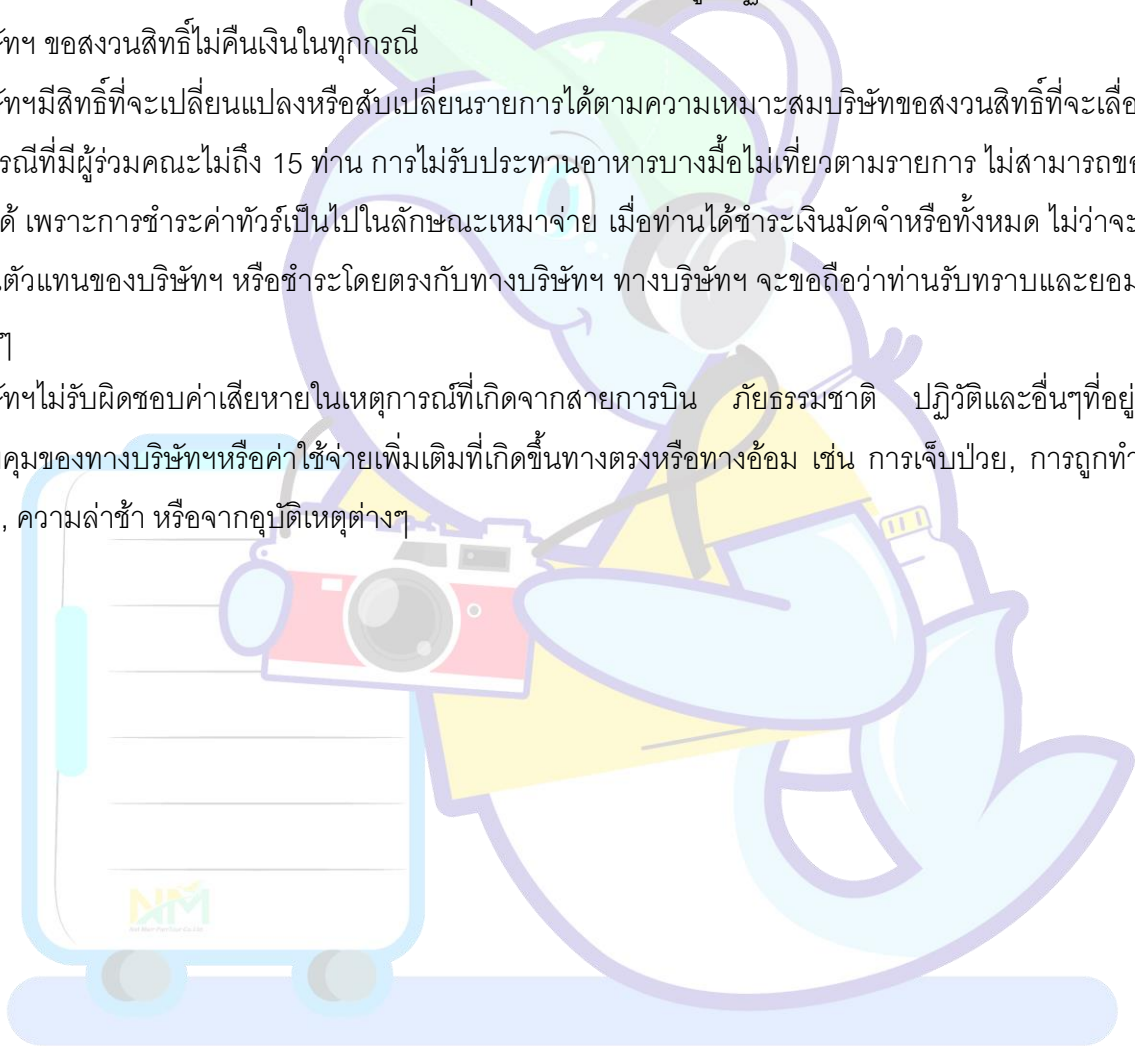 ษัทฯ ขอสงวนสิทธิ์ไม่คืนเงินในทุกกรณี
ษัทฯมีสิทธิ์ที่จะเปลี่ยนแปลงหรือสับเปลี่ยนรายการได้ตามความเหมาะสมบริษัทขอสงวนสิทธิ์ที่จะเลื่อ
รณีที่มีผู้ร่วมคณะไม่ถึง 15 ท่าน การไม่รับประทานอาหารบางมื้อไม่เที่ยวตามรายการ ไม่สามารถขอ
ด้ เพราะการชำระค่าทัวร์เป็นไปในลักษณะเหมาจ่าย เมื่อท่านได้ชำระเงินมัดจำหรือทั้งหมด ไม่ว่าจะ
ตัวแทนของบริษัทฯ หรือชำระโดยตรงกับทางบริษัทฯ ทางบริษัทฯ จะขอถือว่าท่านรับทราบและยอม
ๆ
ษัทฯไม่รับผิดชอบค่าเสียหายในเหตุการณ์ที่เกิดจากสายการบิน ภัยธรรมชาติ ปฏิวัติและอื่นๆที่อยู่
คุมของทางบริษัทฯหรือค่าใช้จ่ายเพิ่มเติมที่เกิดขึ้นทางตรงหรือทางอ้อม เช่น การเจ็บป่วย, การถูกทำ
, ความล่าช้า หรือจากอุบัติเหตุต่างๆ
NM